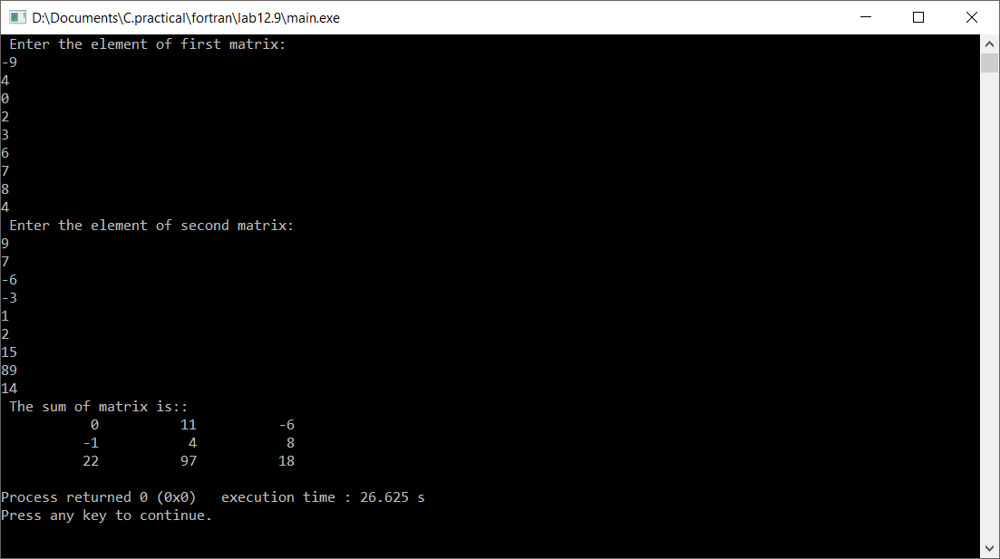 D:\Documents\C.practical\fortran\lab12.9\main.exe
Enter the element of first matrix:
-9
4
0
2
3
6
7
8
4
Enter the element of second matrix:
9
7
-6
-3
1
2
15
89
14
The sum of matrix is::
0 11 -6
-1 4 8
22 97 18
Process returned 0 (0x0) execution time : 26.625 s
Press any key to continue.